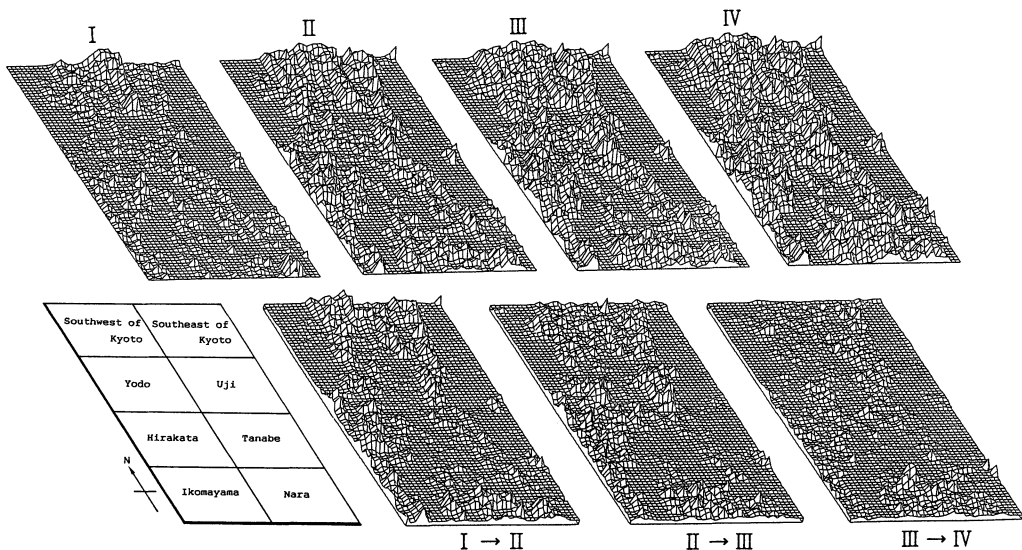 I
II
III
IV
Southwest of
Kyoto
Southeast of
Kyoto
Yodo
Uji
Hirakata
Tanabe
N
Ikomayama
Nara
I → II
II → III
III → IV